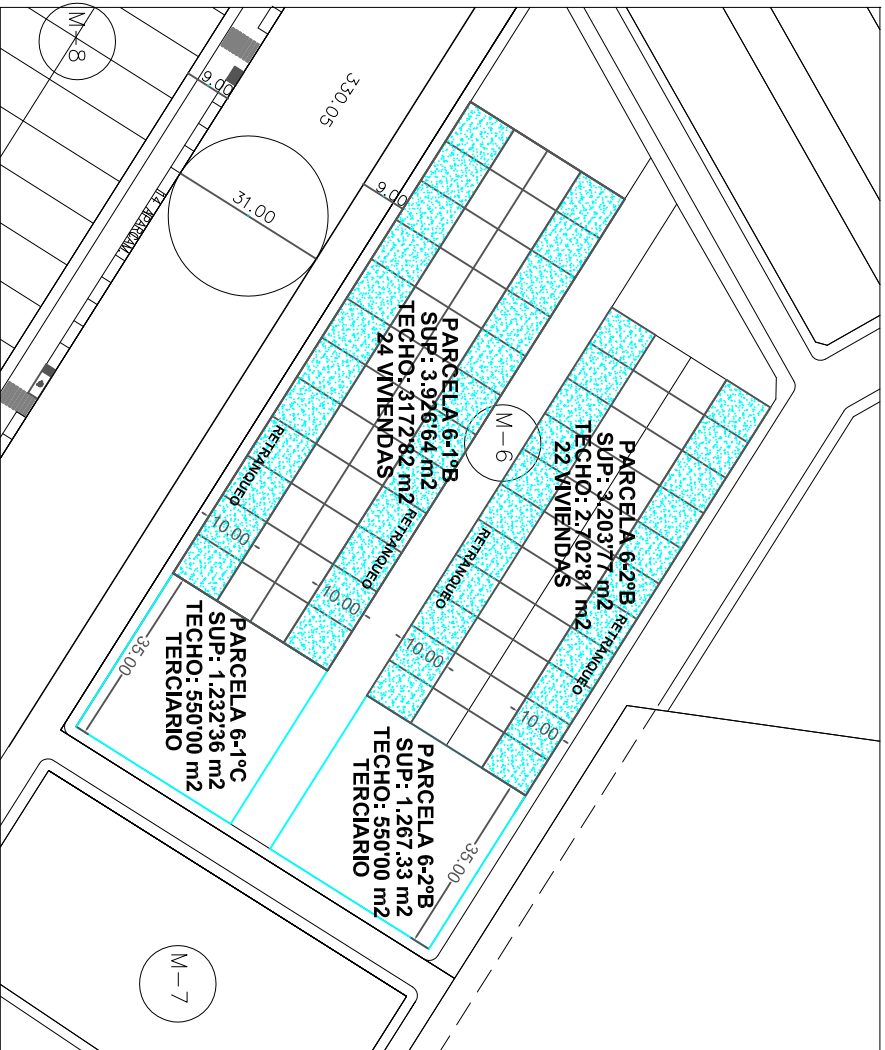 M-8
9.00
330.05
31.00
9.00
114 APARCAM.
PARCELA 6-1ºB
SUP: 3.926'64 m2
TECHO: 3172'82 m2
24 VIVIENDAS
M-6
PARCELA 6-2ºB
SUP: 3.203'77 m2
TECHO: 2.702'81 m2
22 VIVIENDAS
RETRANQUEO
10.00
RETRANQUEO
10.00
RETRANQUEO
10.00
RETRANQUEO
10.00
PARCELA 6-1ºC
SUP: 1.232'36 m2
TECHO: 550'00 m2
TERCIARIO
35.00
PARCELA 6-2ºB
SUP: 1.267.33 m2
TECHO: 550'00 m2
TERCIARIO
35.00
M-7